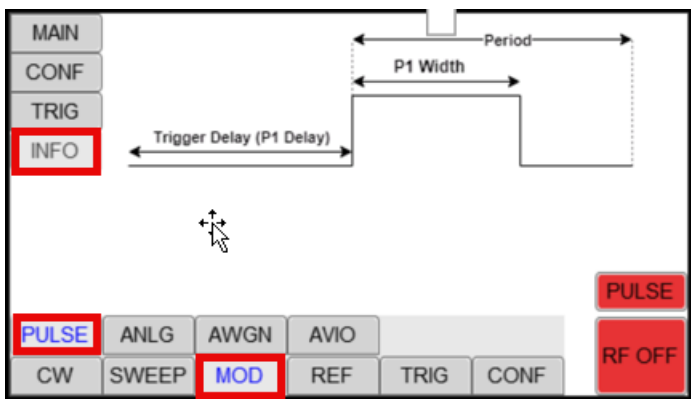 MAIN
CONF
TRIG
INFO
Period
P1 Width
Trigger Delay (P1 Delay)
PULSE
RF OFF
PULSE ANLG AWGN AVIO
CW SWEEP MOD REF TRIG CONF